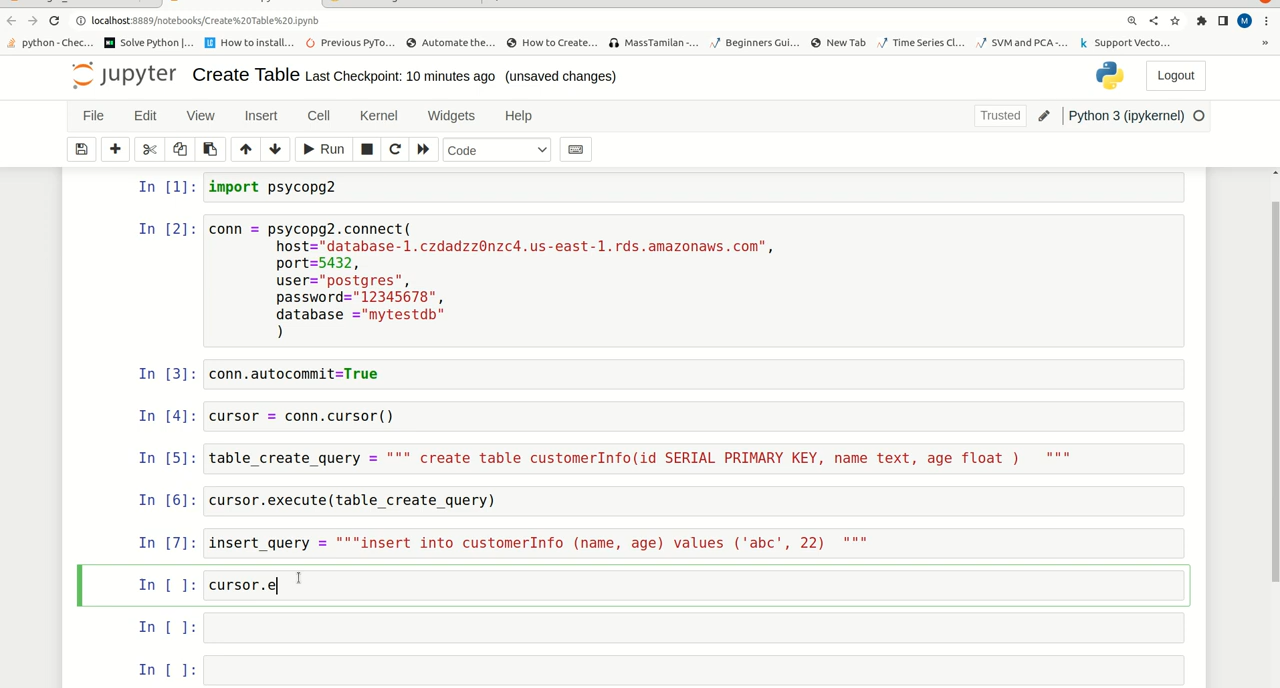 localhost:8889/notebooks/Create%20Table%20.ipynb
M
python - Chec... Solve Python |... How to install... Previous PyTo... Automate the... How to Create... MassTamilan -... Beginners Gui... New Tab Time Series Cl... SVM and PCA -... Support Vecto... »
jupyter Create Table Last Checkpoint: 10 minutes ago (unsaved changes) Logout
File Edit View Insert Cell Kernel Widgets Help Trusted Python 3 (ipykernel)
Run Code
In [1]: import psycopg2
In [2]: conn = psycopg2.connect(
host="database-1.czdadzz0nzc4.us-east-1.rds.amazonaws.com",
port=5432,
user="postgres",
password="12345678",
database ="mytestdb"
)
In [3]: conn.autocommit=True
In [4]: cursor = conn.cursor()
In [5]: table_create_query = """ create table customerInfo(id SERIAL PRIMARY KEY, name text, age float ) """
In [6]: cursor.execute(table_create_query)
In [7]: insert_query = """insert into customerInfo (name, age) values ('abc', 22) """
In [ ]: cursor.e
In [ ]:
In [ ]: